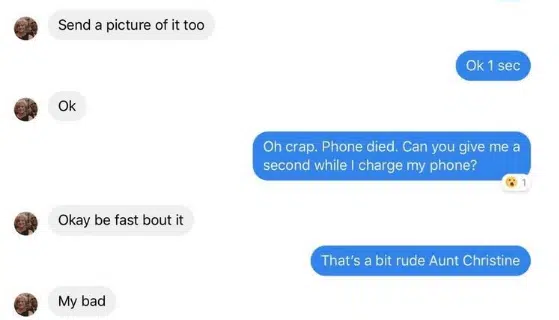 Send a picture of it too
Ok 1 sec
Ok
Oh crap. Phone died. Can you give me a
second while I charge my phone?
1
Okay be fast bout it
That's a bit rude Aunt Christine
My bad